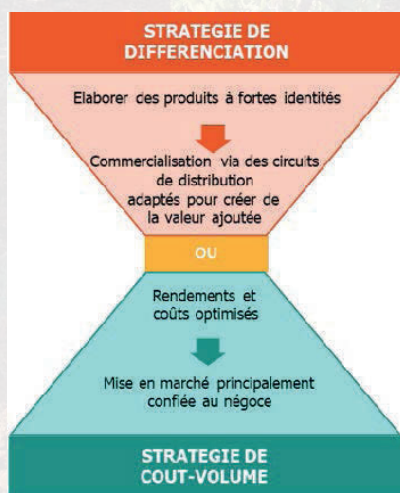 STRATEGIE DE
DIFFERENCIATION
Elaborer des produits à fortes identités
Commercialisation via des circuits
de distribution
adaptés pour créer de
la valeur ajoutée
OU
Rendements et
coûts optimisés
Mise en marché principalement
confiée au négoce
STRATEGIE DE
COUT-VOLUME